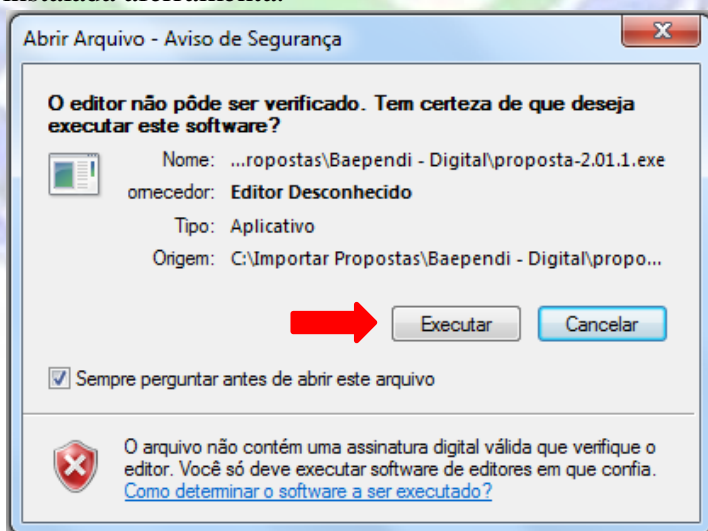 Abrir Arquivo - Aviso de Segurança
X
O editor não pôde ser verificado. Tem certeza de que deseja
executar este software?
Nome: ...ropostas\Baependi - Digital\proposta-2.01.1.exe
ornecedor: Editor Desconhecido
Tipo: Aplicativo
Origem: C:\Importar Propostas\Baependi - Digital\propo...
Executar Cancelar
Sempre perguntar antes de abrir este arquivo
O arquivo não contém uma assinatura digital válida que verifique o
editor. Você só deve executar software de editores em que confia.
Como determinar o software a ser executado?